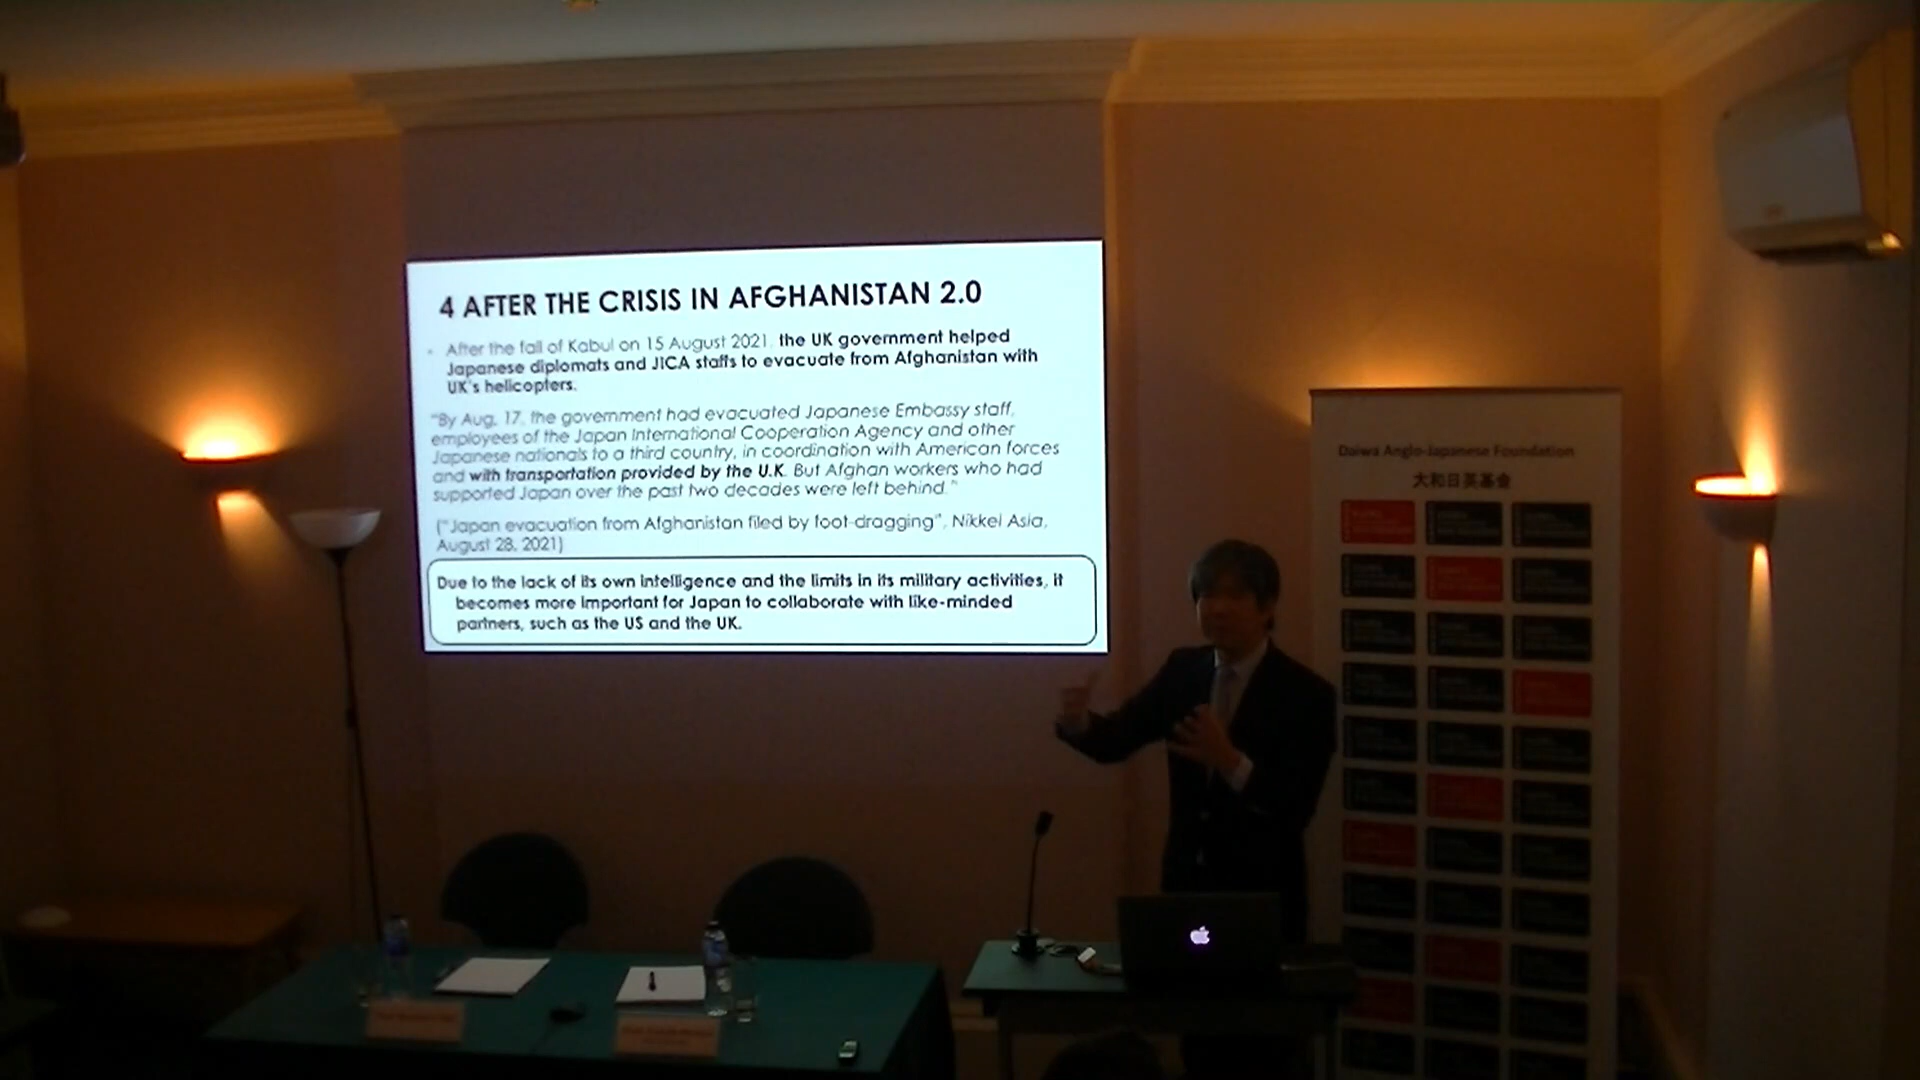 4 AFTER THE CRISIS IN AFGHANISTAN 2.0
After the fall of Kabul on 15 August 2021, the UK government helped
Japanese diplomats and JICA staffs to evacuate from Afghanistan with
UK's helicopters.
"By Aug. 17, the government had evacuated Japanese Embassy staff,
employees of the Japan International Cooperation Agency and other
Japanese nationals to a third country, in coordination with American forces
and with transportation provided by the U.K. But Afghan workers who had
supported Japan over the past two decades were left behind."
("Japan evacuation from Afghanistan filed by foot-dragging", Nikkei Asia,
August 28, 2021)
Due to the lack of its own intelligence and the limits in its military activities, it
becomes more important for Japan to collaborate with like-minded
partners, such as the US and the UK.
Daiwa Anglo-Japanese Foundation
大和日英基金